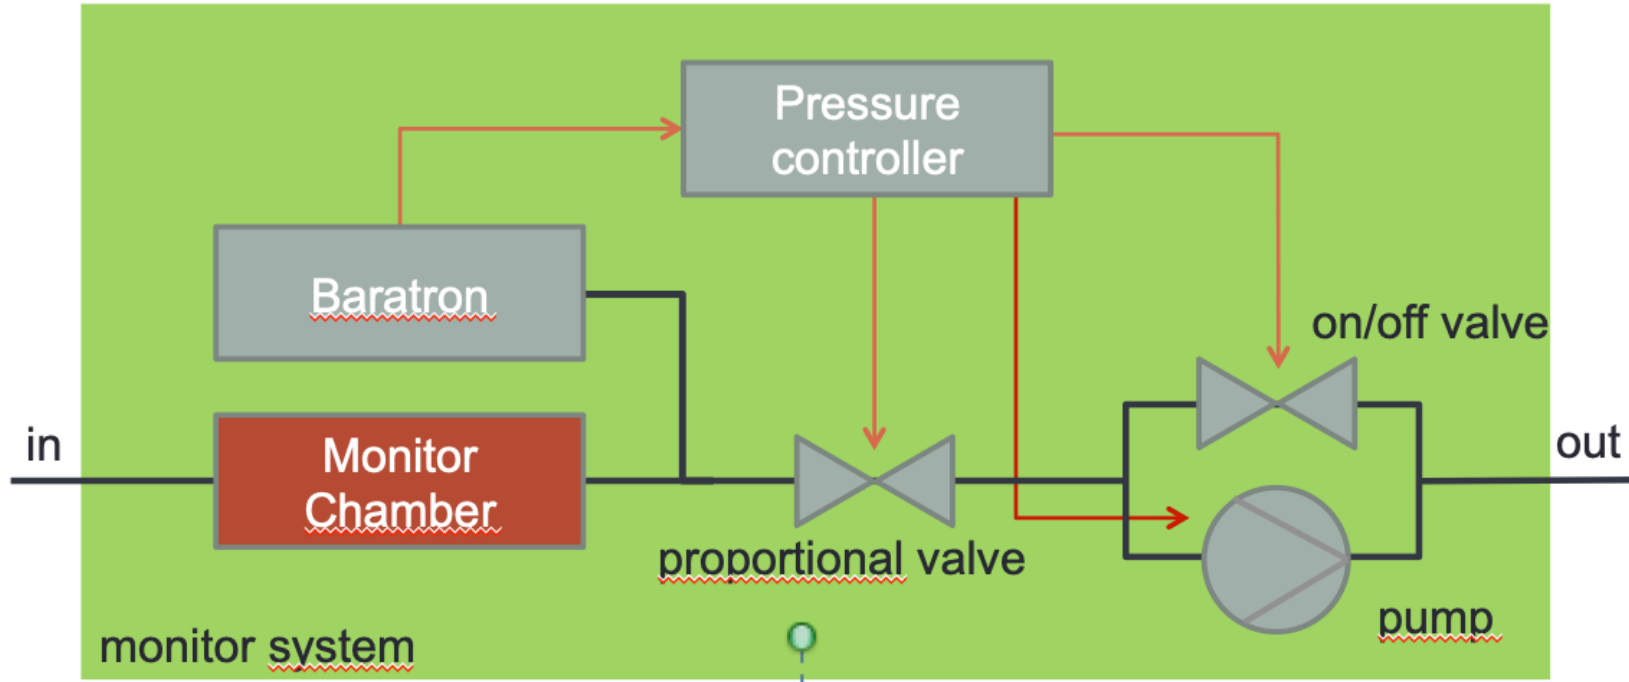 Pressure
controller
Baratron
on/off valve
in
Monitor
Chamber
out
proportional valve
pump
monitor system